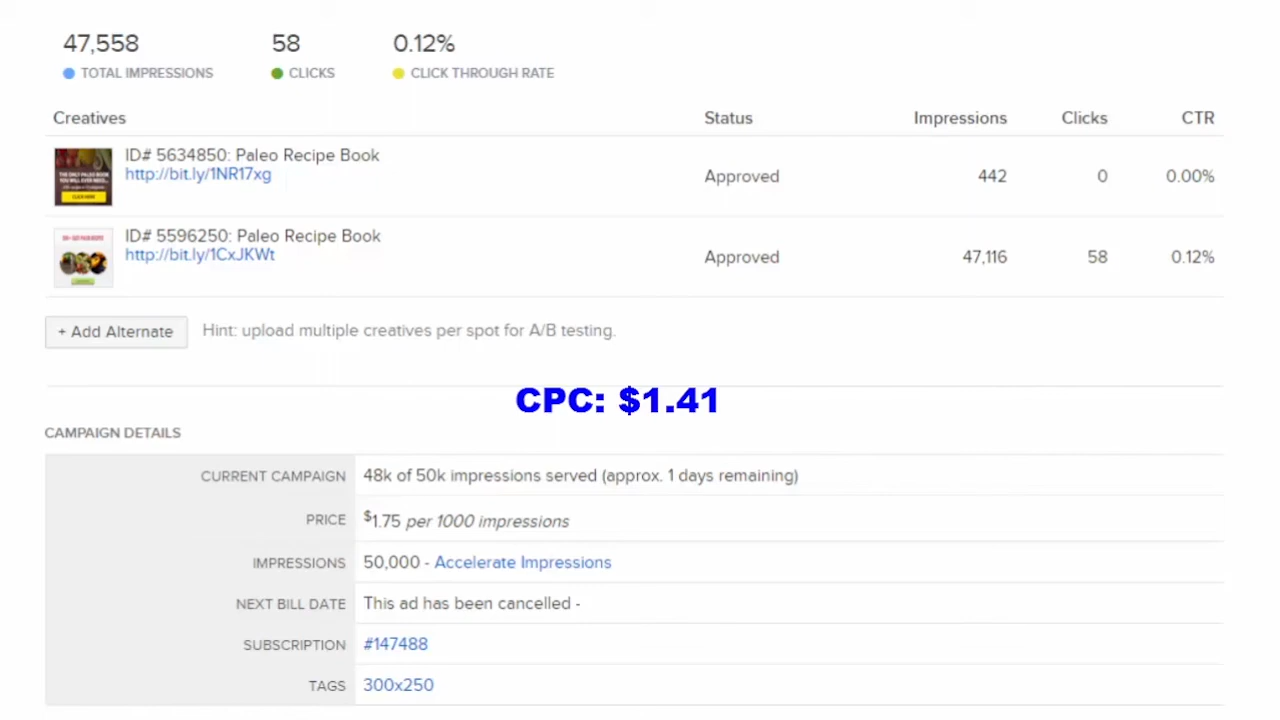 47,558 58 0.12%
TOTAL IMPRESSIONS CLICKS CLICK THROUGH RATE
Creatives Status Impressions Clicks CTR
ID# 5634850: Paleo Recipe Book
http://bit.ly/1NR17xg
Approved 442 0 0.00%
ID# 5596250: Paleo Recipe Book
http://bit.ly/1CxJKWt
Approved 47,116 58 0.12%
+ Add Alternate Hint: upload multiple creatives per spot for A/B testing.
CPC: $1.41
CAMPAIGN DETAILS
CURRENT CAMPAIGN 48k of 50k impressions served (approx. 1 days remaining)
PRICE $1.75 per 1000 impressions
IMPRESSIONS 50,000 - Accelerate Impressions
NEXT BILL DATE This ad has been cancelled -
SUBSCRIPTION #147488
TAGS 300x250